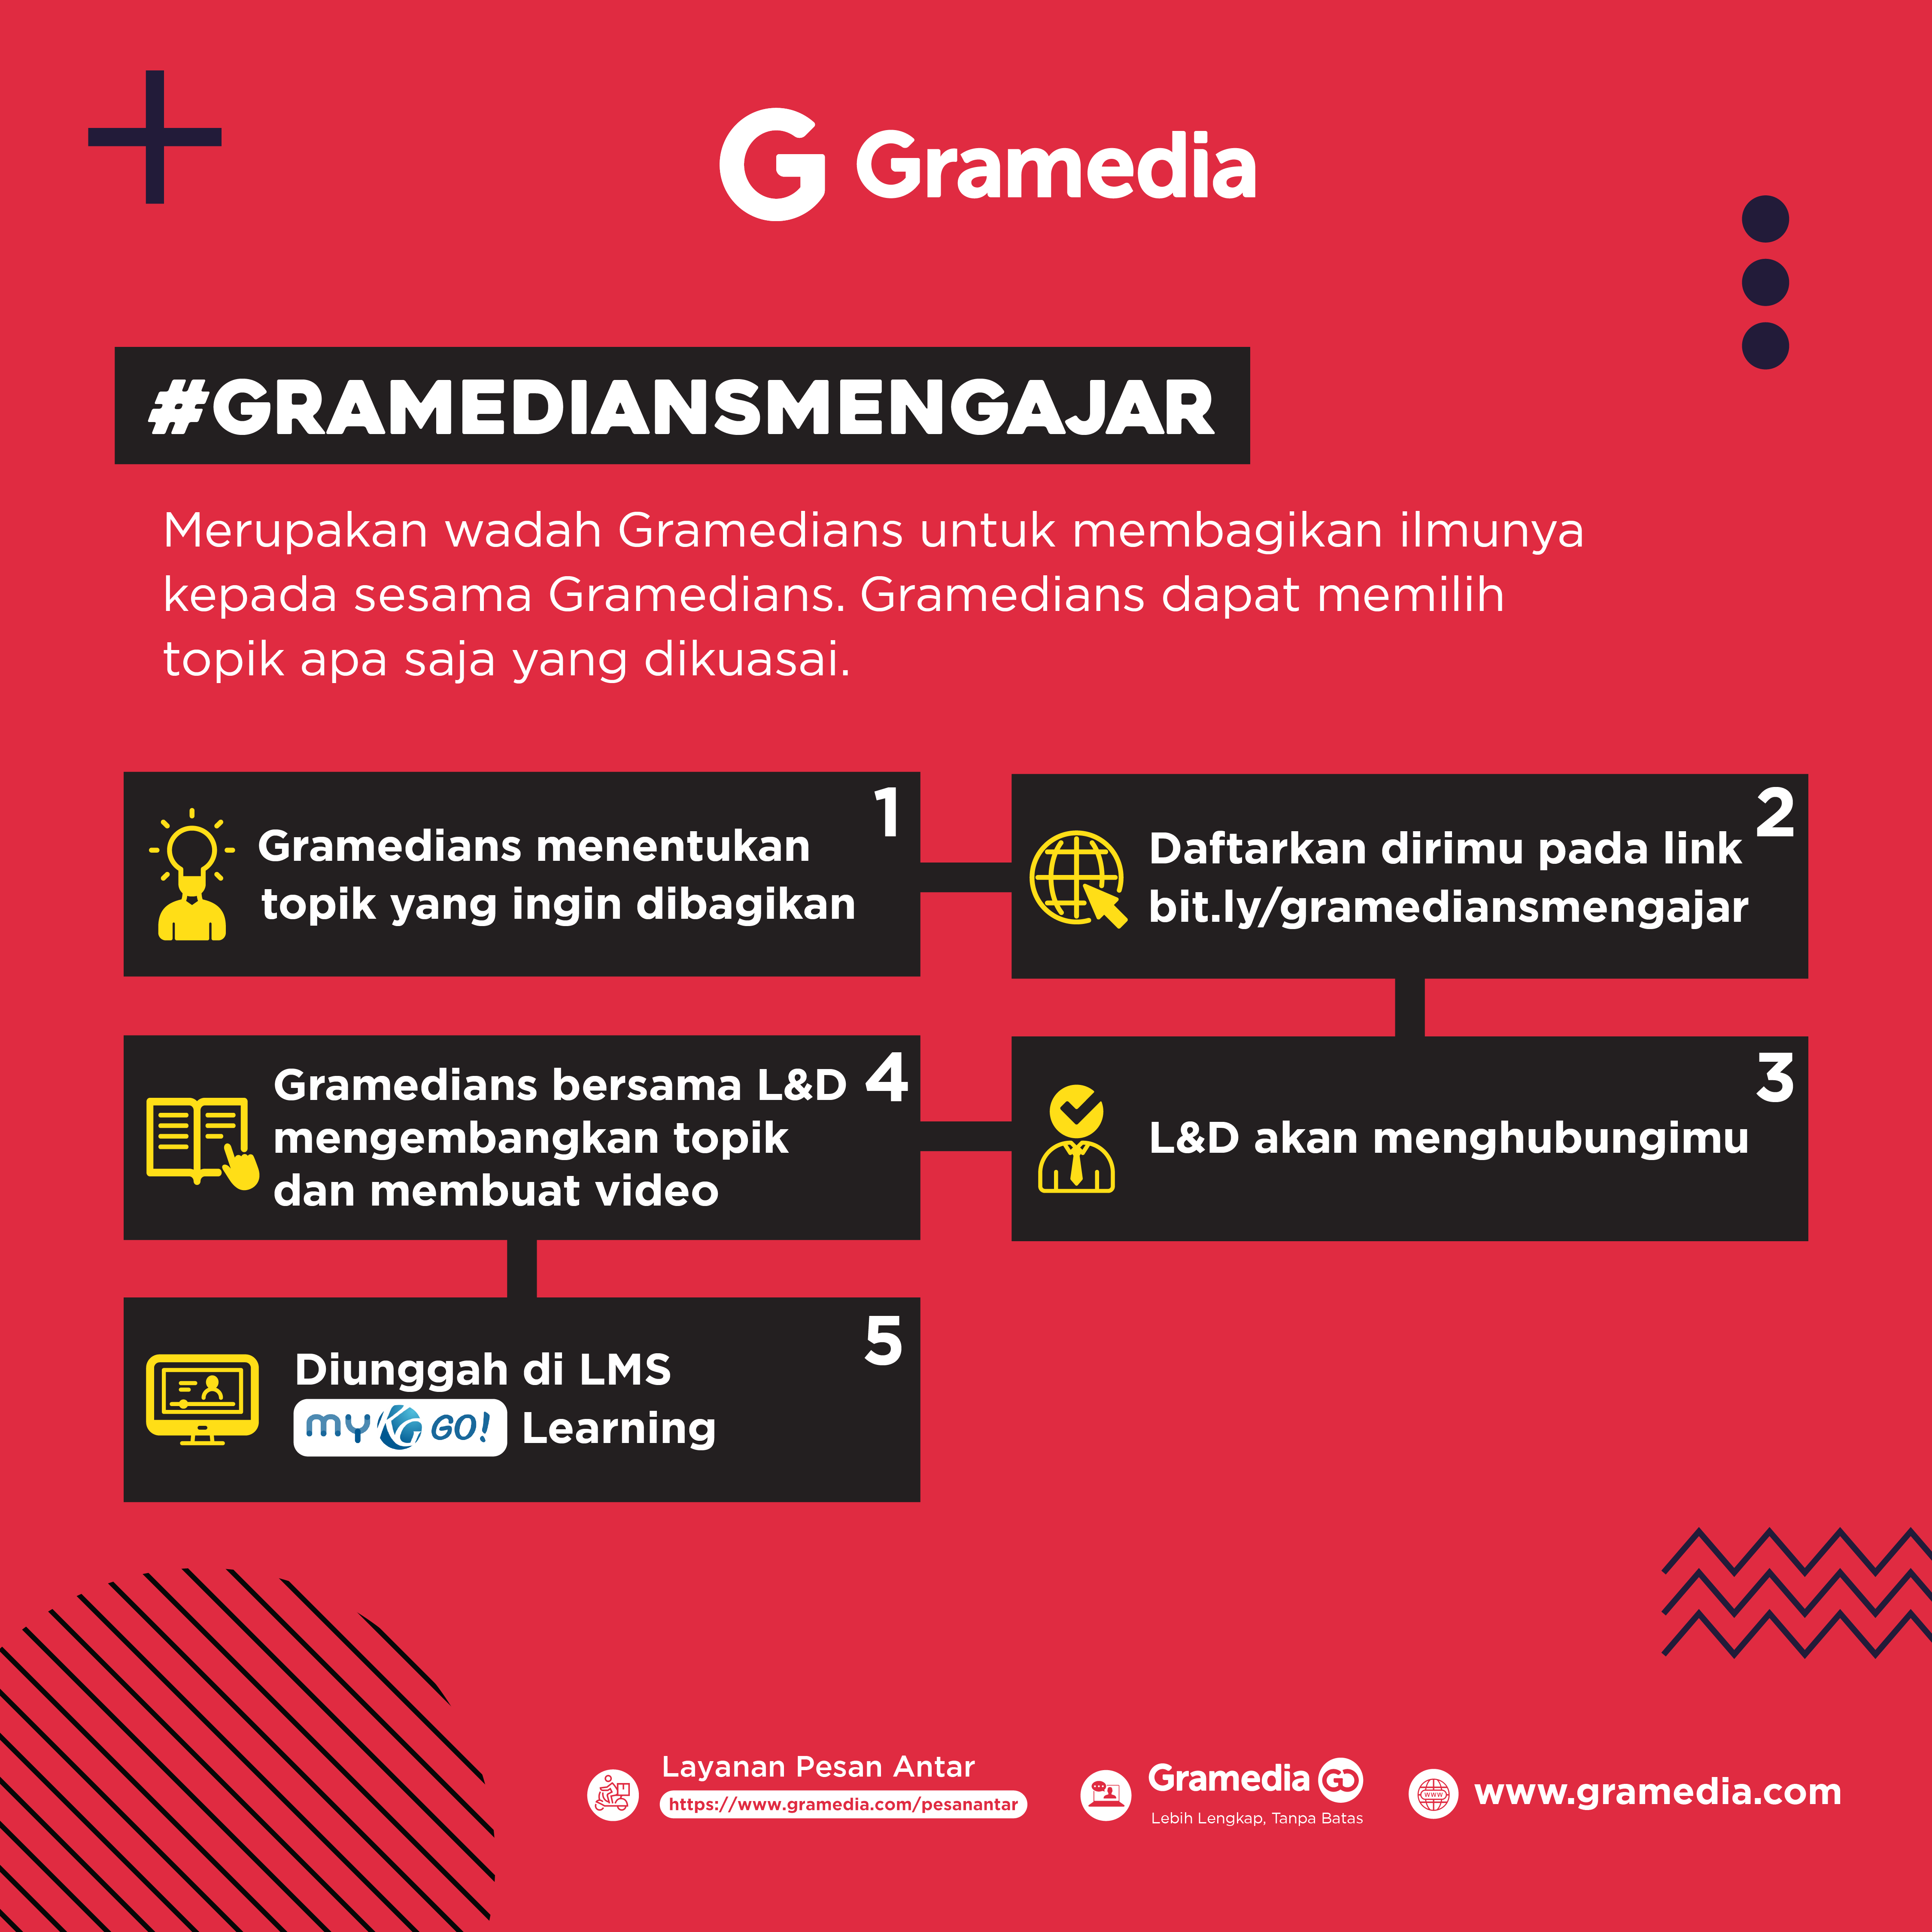 G Gramedia
#GRAMEDIANSMENGAJAR
Merupakan wadah Gramedians untuk membagikan ilmunya
kepada sesama Gramedians. Gramedians dapat memilih
topik apa saja yang dikuasai.
1
Gramedians menentukan
topik yang ingin dibagikan
2
Daftarkan dirimu pada link
bit.ly/gramediansmengajar
3
L&D akan menghubungimu
4
Gramedians bersama L&D
mengembangkan topik
dan membuat video
5
Diunggah di LMS
my KG GO! Learning
Layanan Pesan Antar
https://www.gramedia.com/pesanantar
Gramedia GO
Lebih Lengkap, Tanpa Batas
www
www.gramedia.com